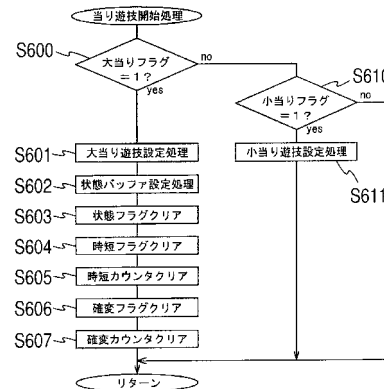 当り遊技開始処理
S600
大当りフラグ
＝１？
no
yes
S610
小当りフラグ
＝１？
no
yes
S601
大当り遊技設定処理
小当り遊技設定処理
S611
S602
状態バッファ設定処理
S603
状態フラグクリア
S604
時短フラグクリア
S605
時短カウンタクリア
S606
確変フラグクリア
S607
確変カウンタクリア
リターン